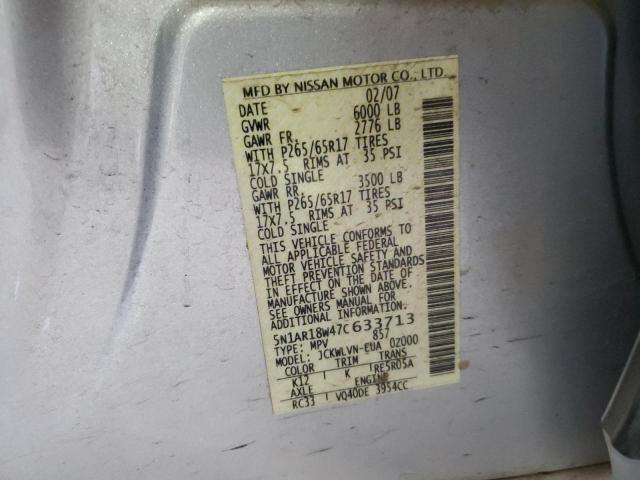 MFD BY NISSAN MOTOR CO., LTD.
DATE 02/07
GVWR 6000 LB
GAWR FR. 2776 LB
WITH P265/65R17 TIRES
17X7.5 RIMS AT 35 PSI
COLD SINGLE
GAWR RR. 3500 LB
WITH P265/65R17 TIRES
17X7.5 RIMS AT 35 PSI
COLD SINGLE
THIS VEHICLE CONFORMS TO
ALL APPLICABLE FEDERAL
MOTOR VEHICLE SAFETY AND
THEFT PREVENTION STANDARDS
IN EFFECT ON THE DATE OF
MANUFACTURE SHOWN ABOVE.
SEE OWNERS MANUAL FOR
ADDITIONAL INFORMATION.
5N1AR18W47C633713
TYPE: MPV 857
MODEL: JCKWLVN-EUA 0Z000
COLOR TRIM TRANS
K12 K RE5R05A
AXLE ENGINE
RC33 VQ40DE 3954CC